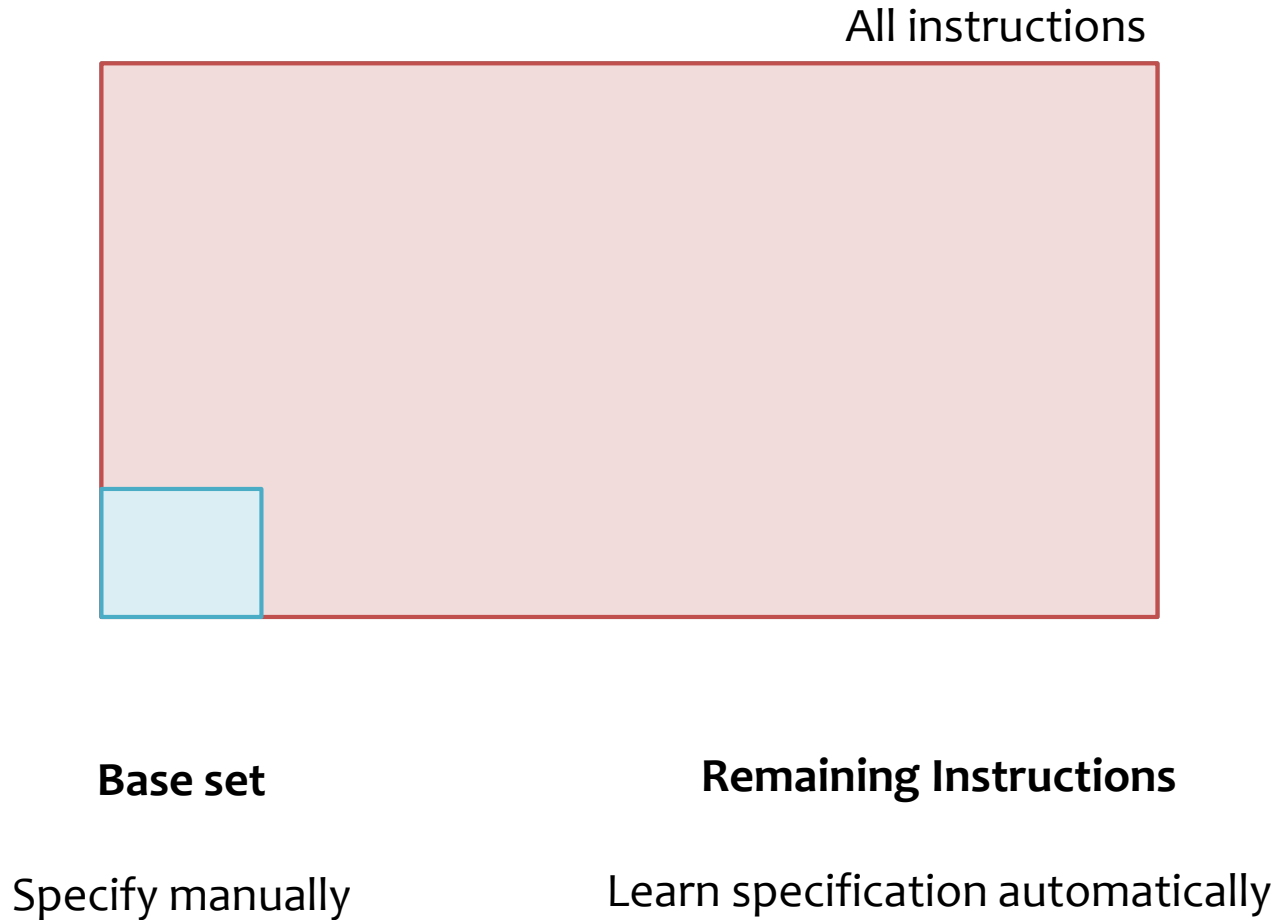 All instructions
Base set
Remaining Instructions
Specify manually
Learn specification automatically